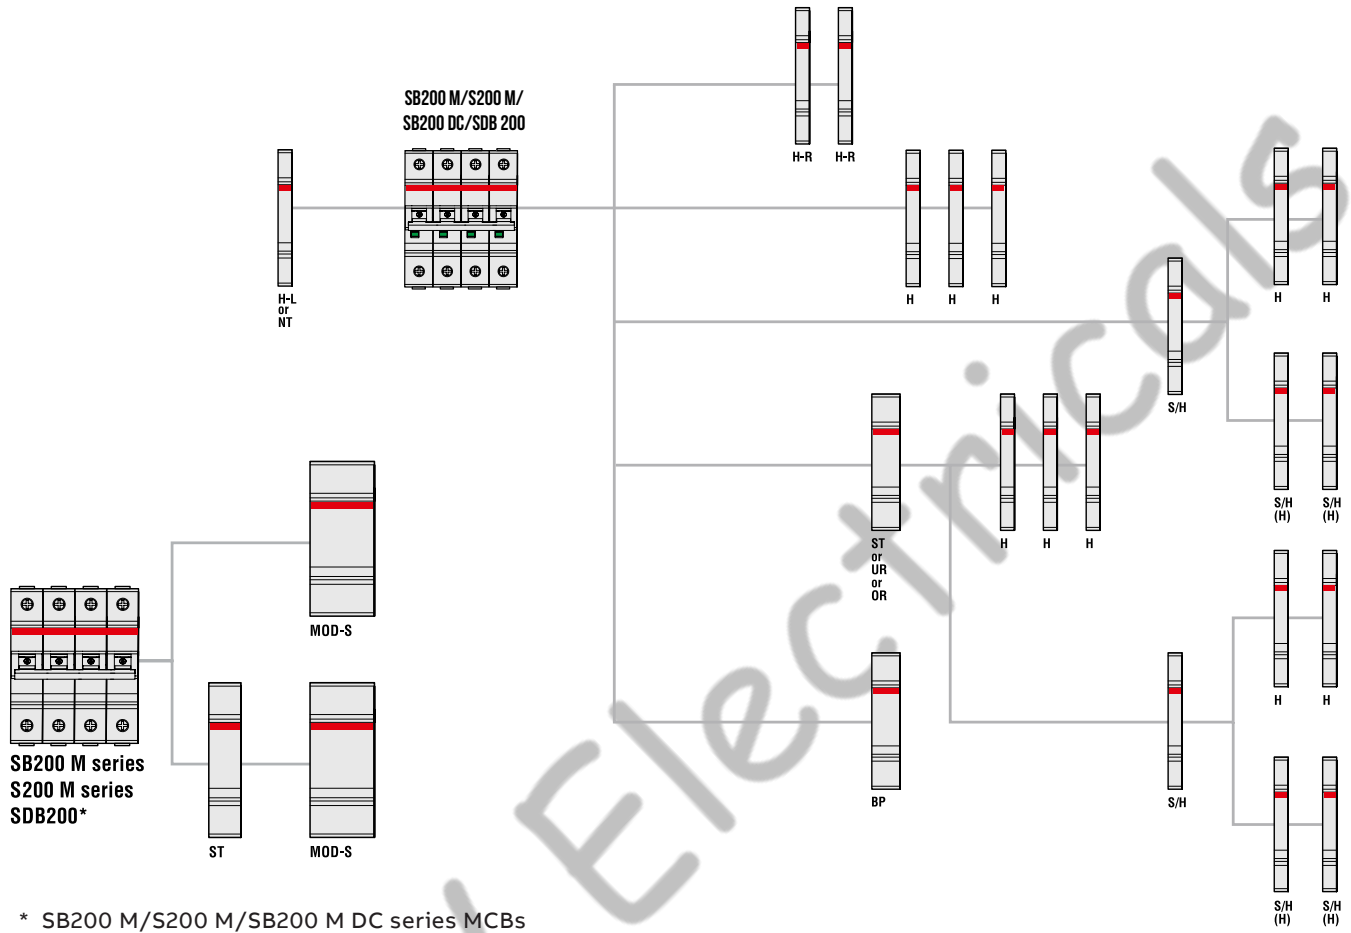 H-R H-R
SB200 M/S200 M/
SB200 DC/SDB 200
H-L
or
NT
H H H
H H
S/H
S/H S/H
(H) (H)
ST
or
UR
or
OR
H H H
MOD-S
H H
BP
S/H
SB200 M series
S200 M series
SDB200*
ST
MOD-S
S/H S/H
(H) (H)
* SB200 M/S200 M/SB200 M DC series MCBs
Electricals